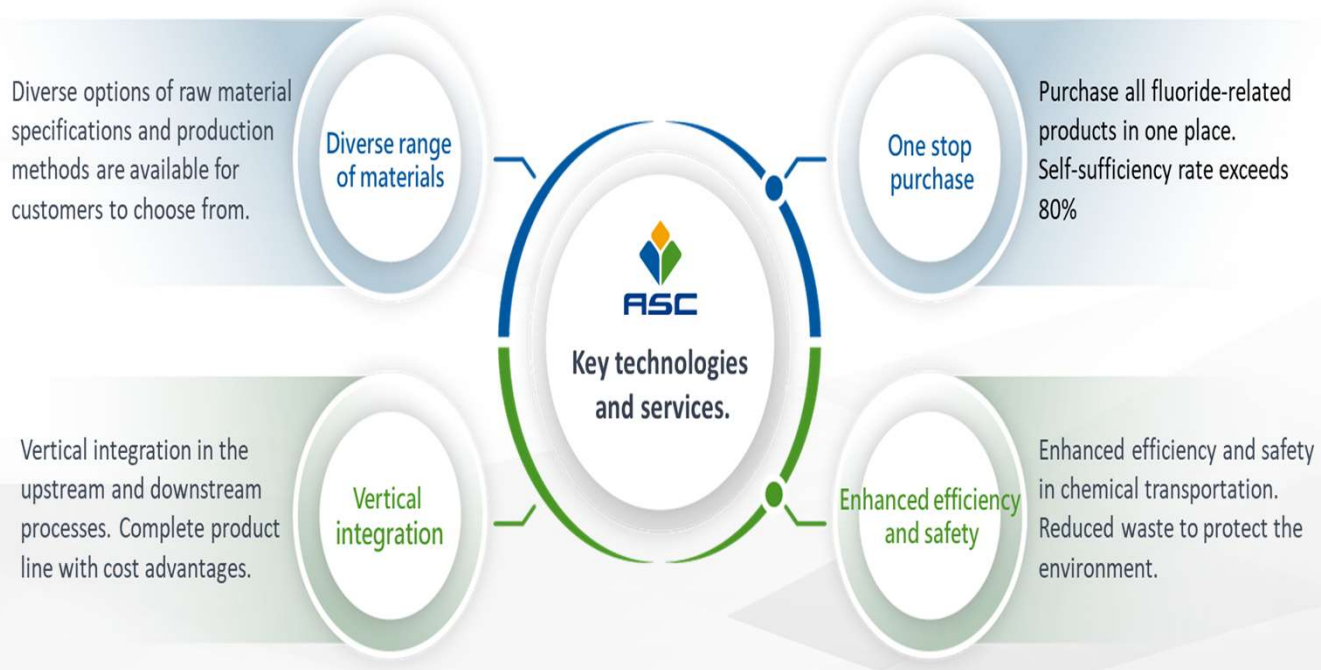 Diverse options of raw material
specifications and production
methods are available for
customers to choose from.
Diverse range
of materials
One stop
purchase
Purchase all fluoride-related
products in one place.
Self-sufficiency rate exceeds
80%
ASC
Key technologies
and services.
Vertical integration in the
upstream and downstream
processes. Complete product
line with cost advantages.
Vertical
integration
Enhanced efficiency
and safety
Enhanced efficiency and safety
in chemical transportation.
Reduced waste to protect the
environment.